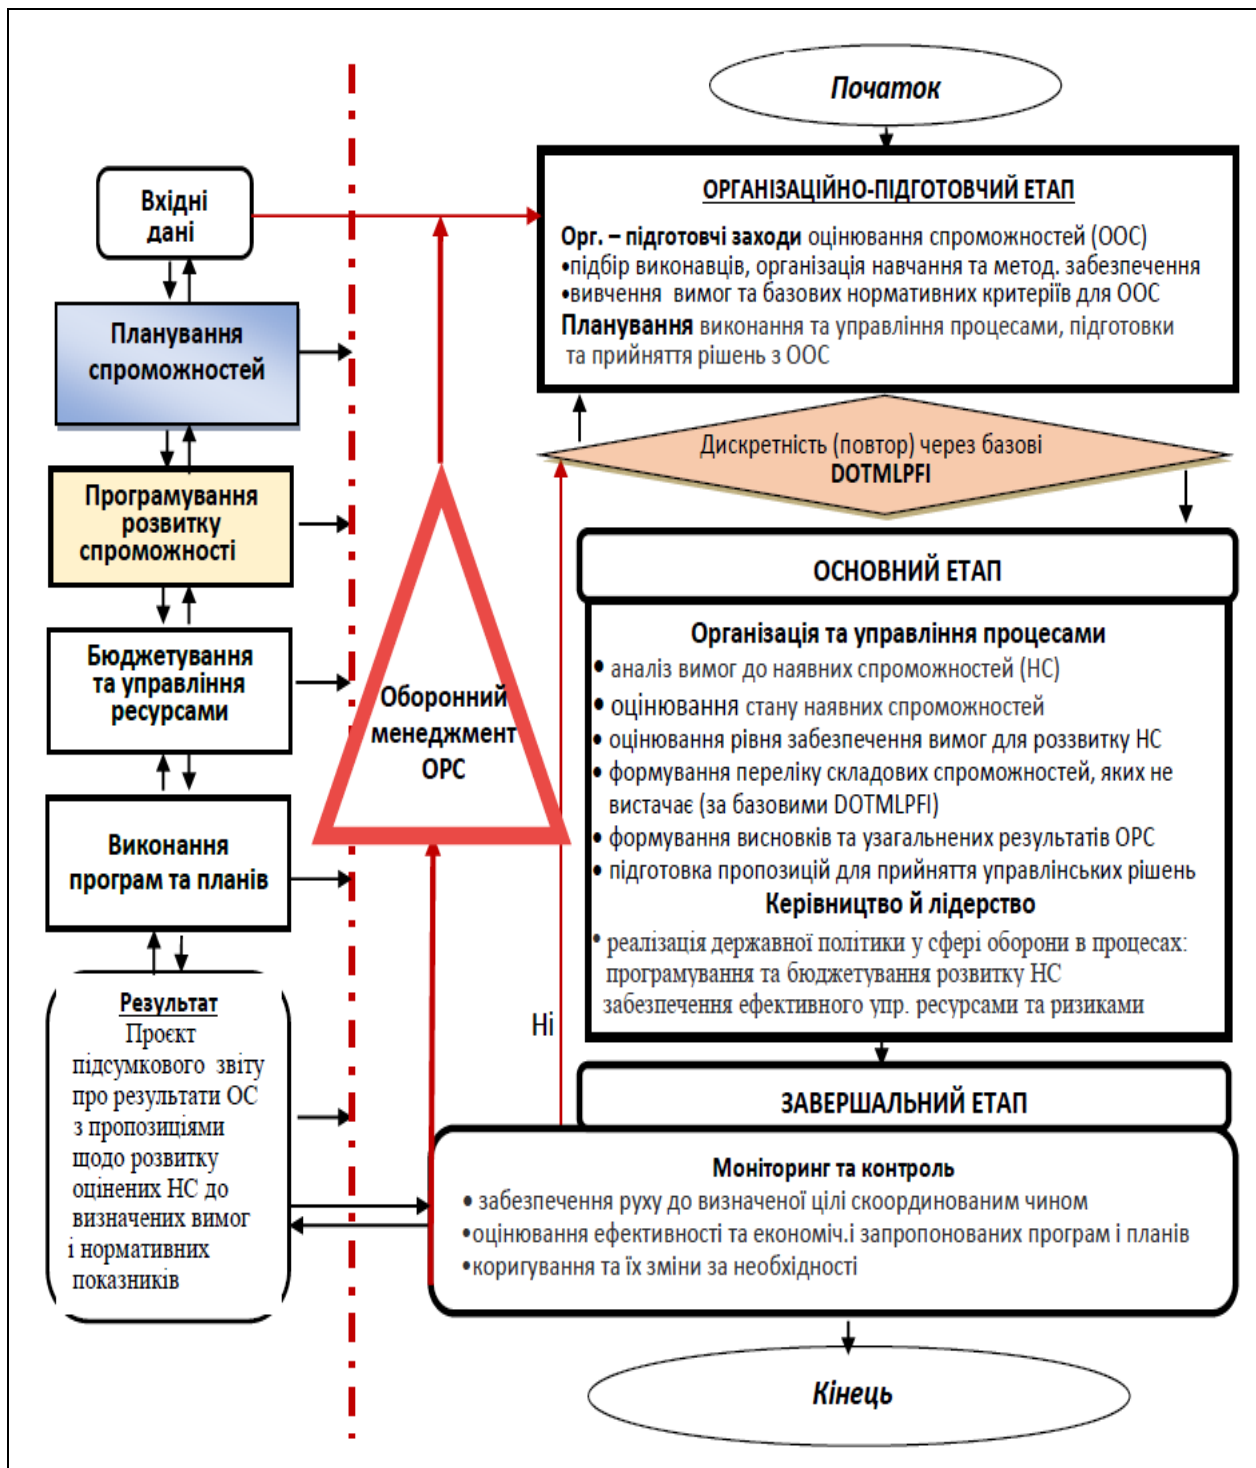 Початок
ОРГАНІЗАЦІЙНО-ПІДГОТОВЧИЙ ЕТАП
Орг. – підготовчі заходи оцінювання спроможностей (ООС)
•підбір виконавців, організація навчання та метод. забезпечення
•вивчення вимог та базових нормативних критеріїв для ООС
Планування виконання та управління процесами, підготовки
та прийняття рішень з ООС
Вхідні
дані
Планування
спроможностей
Програмування
розвитку
спроможності
Бюджетування
та управління
ресурсами
Виконання
програм та планів
Результат
Проєкт
підсумкового звіту
про результати ОС
з пропозиціями
щодо розвитку
оцінених НС до
визначених вимог
і нормативних
показників
Оборонний
менеджмент
ОРС
Дискретність (повтор) через базові
DOTMLPFI
ОСНОВНИЙ ЕТАП
Організація та управління процесами
• аналіз вимог до наявних спроможностей (НС)
• оцінювання стану наявних спроможностей
• оцінювання рівня забезпечення вимог для роззвитку НС
• формування переліку складових спроможностей, яких не
вистачає (за базовими DOTMLPFI)
• формування висновків та узагальнених результатів ОРС
• підготовка пропозицій для прийняття управлінських рішень
Керівництво й лідерство
• реалізація державної політики у сфері оборони в процесах:
програмування та бюджетування розвитку НС
забезпечення ефективного упр. ресурсами та ризиками
Ні
ЗАВЕРШАЛЬНИЙ ЕТАП
Моніторинг та контроль
• забезпечення руху до визначеної цілі скоординованим чином
•оцінювання ефективності та економіч.і запропонованих програм і планів
•коригування та їх зміни за необхідності
Кінець